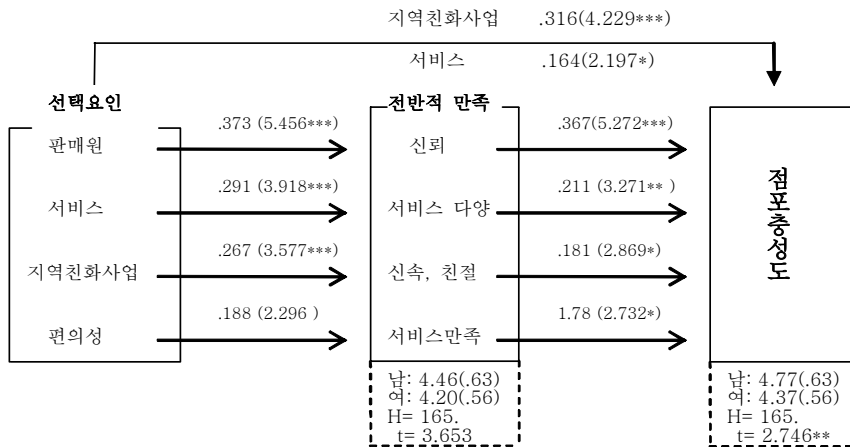 지역친화사업 .316(4.229***)
서비스 .164(2.197*)
선택요인
전반적 만족
판매원
.373 (5.456***)
신뢰
.367(5.272***)
서비스
.291 (3.918***)
서비스 다양
.211 (3.271** )
지역친화사업
.267 (3.577***)
신속, 친절
.181 (2.869*)
편의성
.188 (2.296 )
서비스만족
1.78 (2.732*)
점포충성도
남: 4.46(.63)
여: 4.20(.56)
H= 165.
t= 3.653
남: 4.77(.63)
여: 4.37(.56)
H= 165.
t= 2.746**